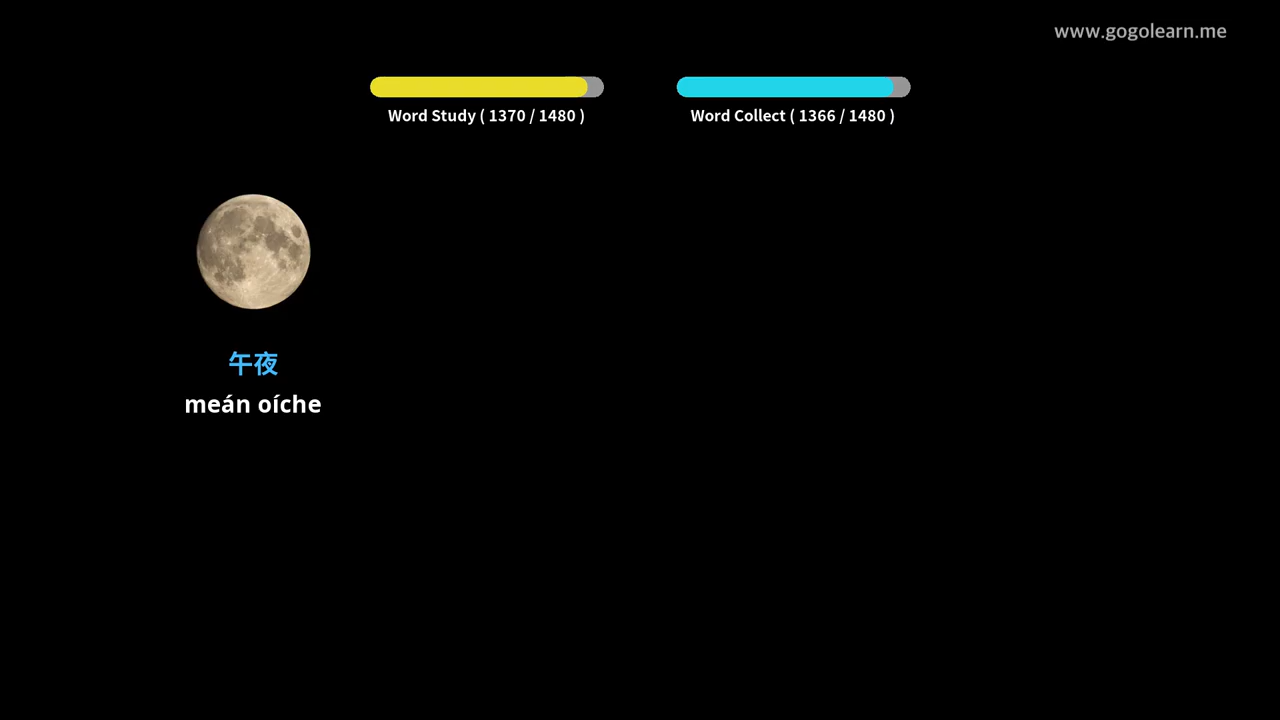 www.gogolearn.me
Word Study ( 1370 / 1480 )
Word Collect ( 1366 / 1480 )
午夜
meán oíche